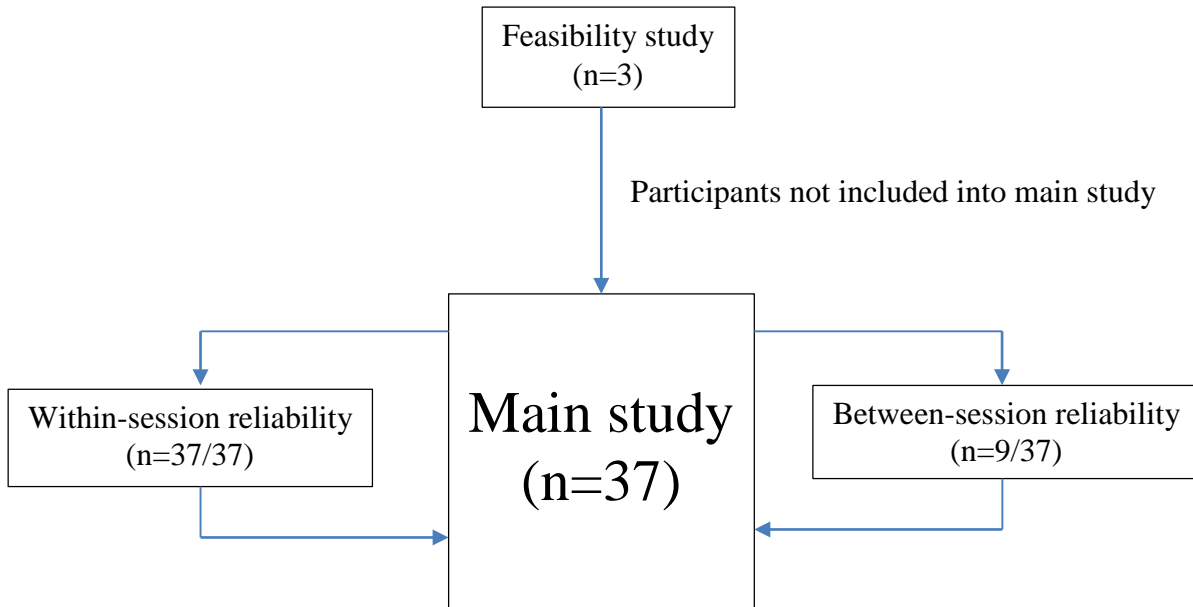 Feasibility study
(n=3)
Participants not included into main study
Within-session reliability
(n=37/37)
Main study
(n=37)
Between-session reliability
(n=9/37)